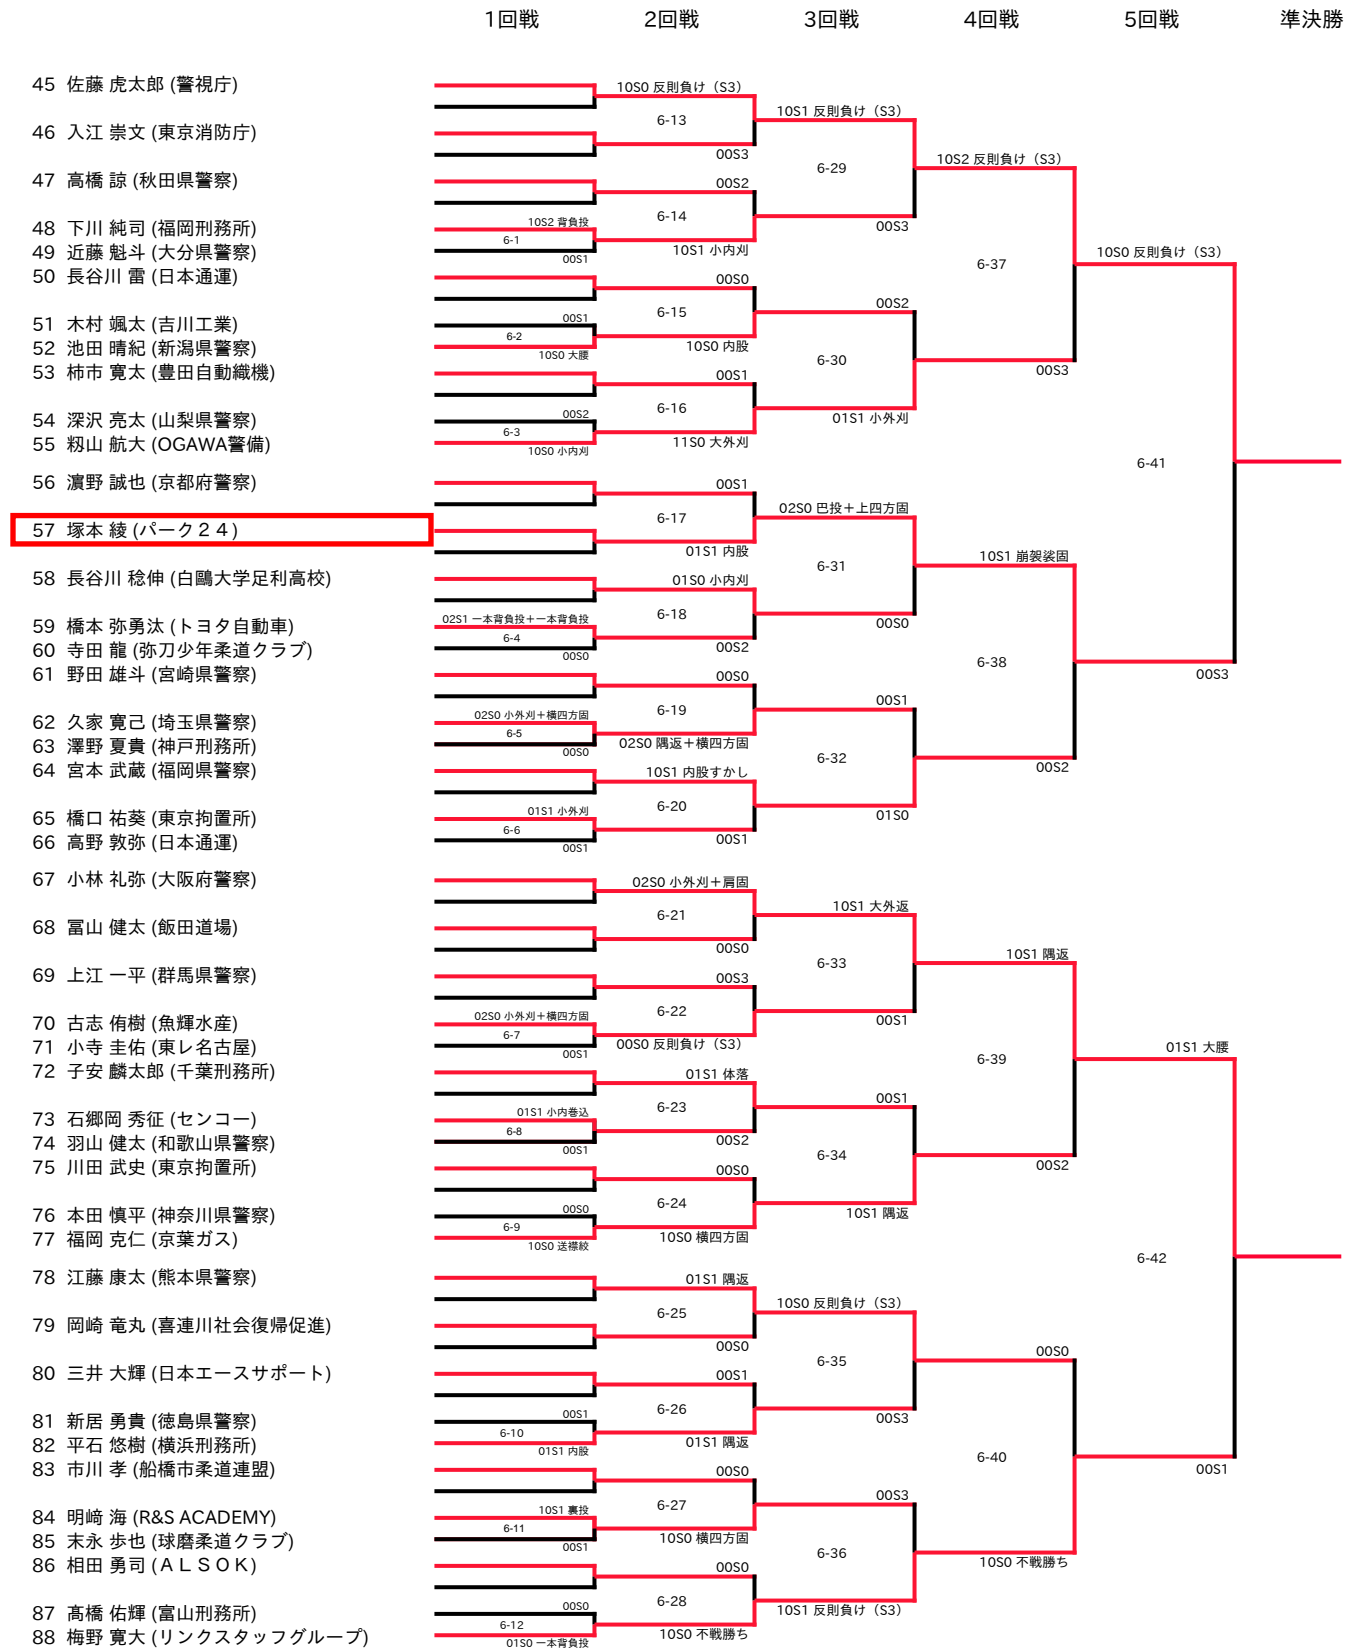 1回戦 2回戦 3回戦 4回戦 5回戦 準決勝
45 佐藤 虎太郎 (警視庁)
10S0 反則負け（S3）
10S1 反則負け（S3）
6-13
46 入江 崇文 (東京消防庁)
00S3
10S2 反則負け（S3）
6-29
47 高橋 諒 (秋田県警察)
00S2
6-14
48 下川 純司 (福岡刑務所)
10S2 背負投
00S3
6-1
49 近藤 魁斗 (大分県警察)
00S1
10S1 小内刈
10S0 反則負け（S3）
6-37
50 長谷川 雷 (日本通運)
00S0
00S2
6-15
51 木村 颯太 (吉川工業)
00S1
6-2
52 池田 晴紀 (新潟県警察)
10S0 大腰
10S0 内股
6-30
53 柿市 寛太 (豊田自動織機)
00S1
00S3
6-16
54 深沢 亮太 (山梨県警察)
00S2
01S1 小外刈
6-3
55 籾山 航大 (OGAWA警備)
10S0 小内刈
11S0 大外刈
6-41
56 濵野 誠也 (京都府警察)
00S1
02S0 巴投＋上四方固
6-17
57 塚本 綾 (パーク２４)
01S1 内股
10S1 崩袈裟固
6-31
58 長谷川 稔伸 (白鷗大学足利高校)
01S0 小内刈
6-18
59 橋本 弥勇汰 (トヨタ自動車)
02S1 一本背負投＋一本背負投
00S0
6-4
60 寺田 龍 (弥刀少年柔道クラブ)
00S0
00S2
6-38
61 野田 雄斗 (宮崎県警察)
00S0
00S3
00S1
6-19
62 久家 寛己 (埼玉県警察)
02S0 小外刈＋横四方固
6-5
63 澤野 夏貴 (神戸刑務所)
00S0
02S0 隅返＋横四方固
6-32
64 宮本 武蔵 (福岡県警察)
10S1 内股すかし
00S2
6-20
65 橋口 祐葵 (東京拘置所)
01S1 小外刈
01S0
6-6
66 高野 敦弥 (日本通運)
00S1
00S1
67 小林 礼弥 (大阪府警察)
02S0 小外刈＋肩固
10S1 大外返
6-21
68 冨山 健太 (飯田道場)
00S0
10S1 隅返
6-33
69 上江 一平 (群馬県警察)
00S3
6-22
70 古志 侑樹 (魚輝水産)
02S0 小外刈＋横四方固
00S1
6-7
71 小寺 圭佑 (東レ名古屋)
00S1
00S0 反則負け（S3）
01S1 大腰
6-39
72 子安 麟太郎 (千葉刑務所)
01S1 体落
00S1
6-23
73 石郷岡 秀征 (センコー)
01S1 小内巻込
6-8
74 羽山 健太 (和歌山県警察)
00S1
00S2
6-34
75 川田 武史 (東京拘置所)
00S0
00S2
6-24
76 本田 慎平 (神奈川県警察)
00S0
10S1 隅返
6-9
77 福岡 克仁 (京葉ガス)
10S0 送襟絞
10S0 横四方固
6-42
78 江藤 康太 (熊本県警察)
01S1 隅返
10S0 反則負け（S3）
6-25
79 岡崎 竜丸 (喜連川社会復帰促進)
00S0
00S0
6-35
80 三井 大輝 (日本エースサポート)
00S1
6-26
81 新居 勇貴 (徳島県警察)
00S1
00S3
6-10
82 平石 悠樹 (横浜刑務所)
01S1 内股
01S1 隅返
6-40
83 市川 孝 (船橋市柔道連盟)
00S0
00S1
00S3
6-27
84 明﨑 海 (R&S ACADEMY)
10S1 裏投
6-11
85 末永 歩也 (球磨柔道クラブ)
00S1
10S0 横四方固
6-36
86 相田 勇司 (ＡＬＳＯＫ)
00S0
10S0 不戦勝ち
6-28
87 髙橋 佑輝 (富山刑務所)
00S0
10S1 反則負け（S3）
6-12
88 梅野 寛大 (リンクスタッフグループ)
01S0 一本背負投
10S0 不戦勝ち